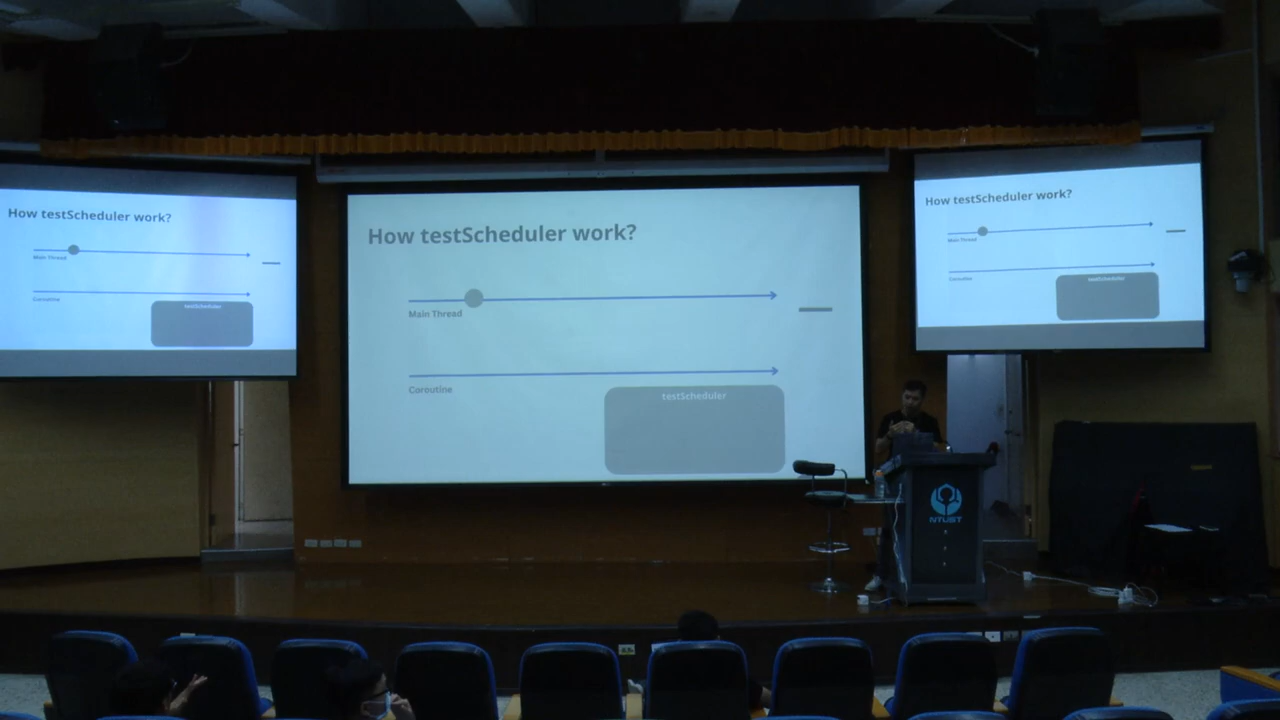 How testScheduler work?
Main Thread
Coroutine
testScheduler
How testScheduler work?
Main Thread
Coroutine
testScheduler
How testScheduler work?
Main Thread
Coroutine
testScheduler
NTUST